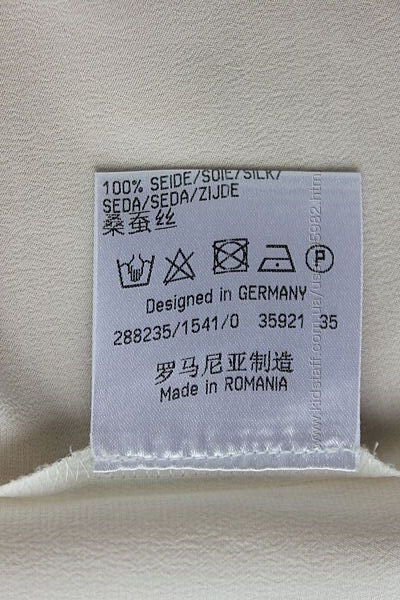 100% SEIDE/SOIE/SILK/
SEDA/SEDA/ZIJDE
桑蚕丝
P
Designed in GERMANY
288235/1541/0 35921 35
罗马尼亚制造
Made in ROMANIA